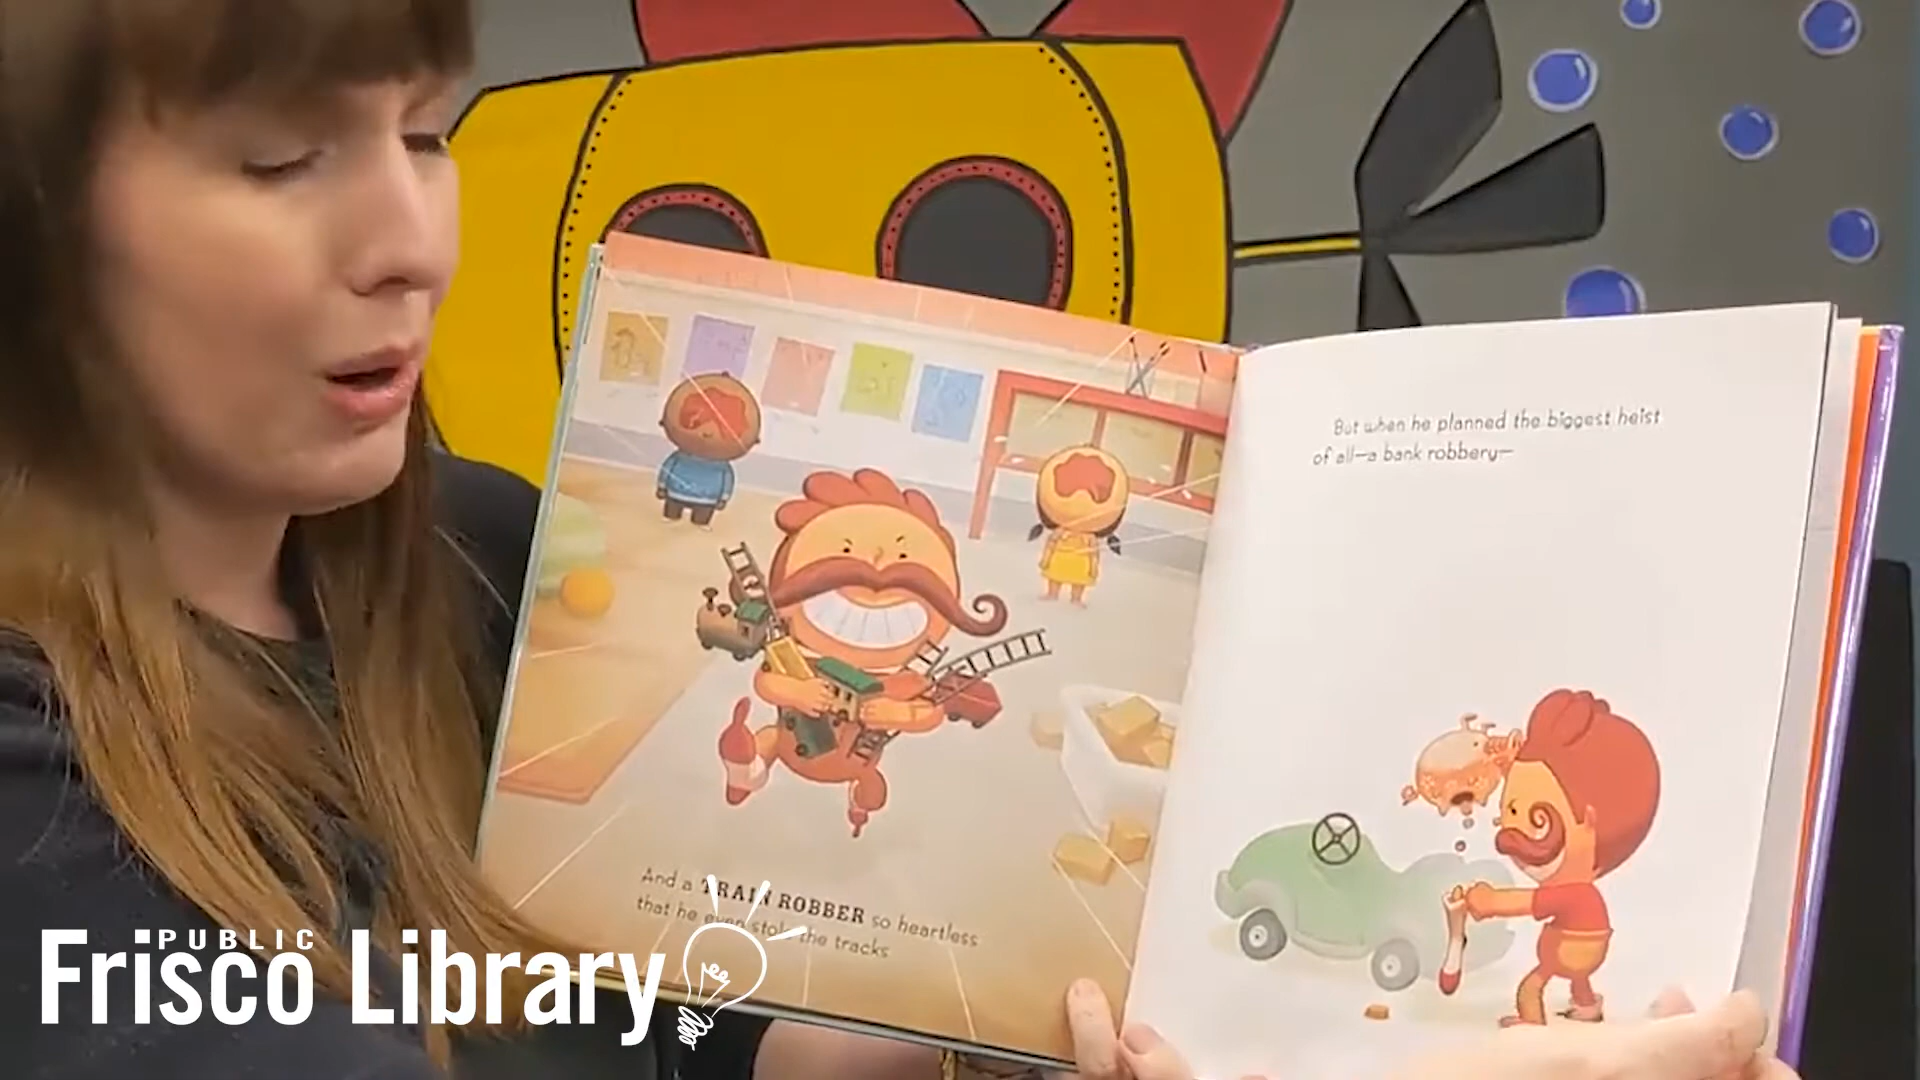 And a TRAIN ROBBER so heartless
that he even stole the tracks
But when he planned the biggest heist
of all—a bank robbery—
PUBLIC
Frisco Library